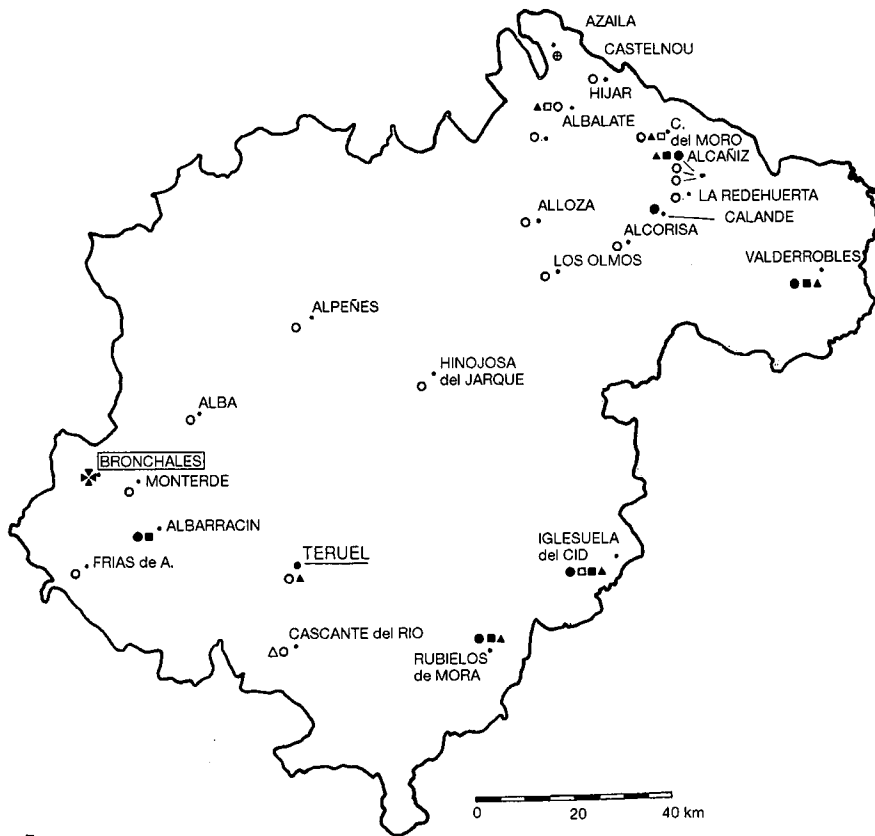 AZAILA
CASTELNOU
HIJAR
ALBALATE
C.
del MORO
ALCAÑIZ
LA REDEHUERTA
CALANDE
ALLOZA
ALCORISA
LOS OLMOS
VALDERROBLES
ALPEÑES
HINOJOSA
del JARQUE
ALBA
BRONCHALES
MONTERDE
ALBARRACIN
FRIAS de A.
TERUEL
IGLESUELA
del CID
CASCANTE del RIO
RUBIELOS
de MORA
0 20 40 km